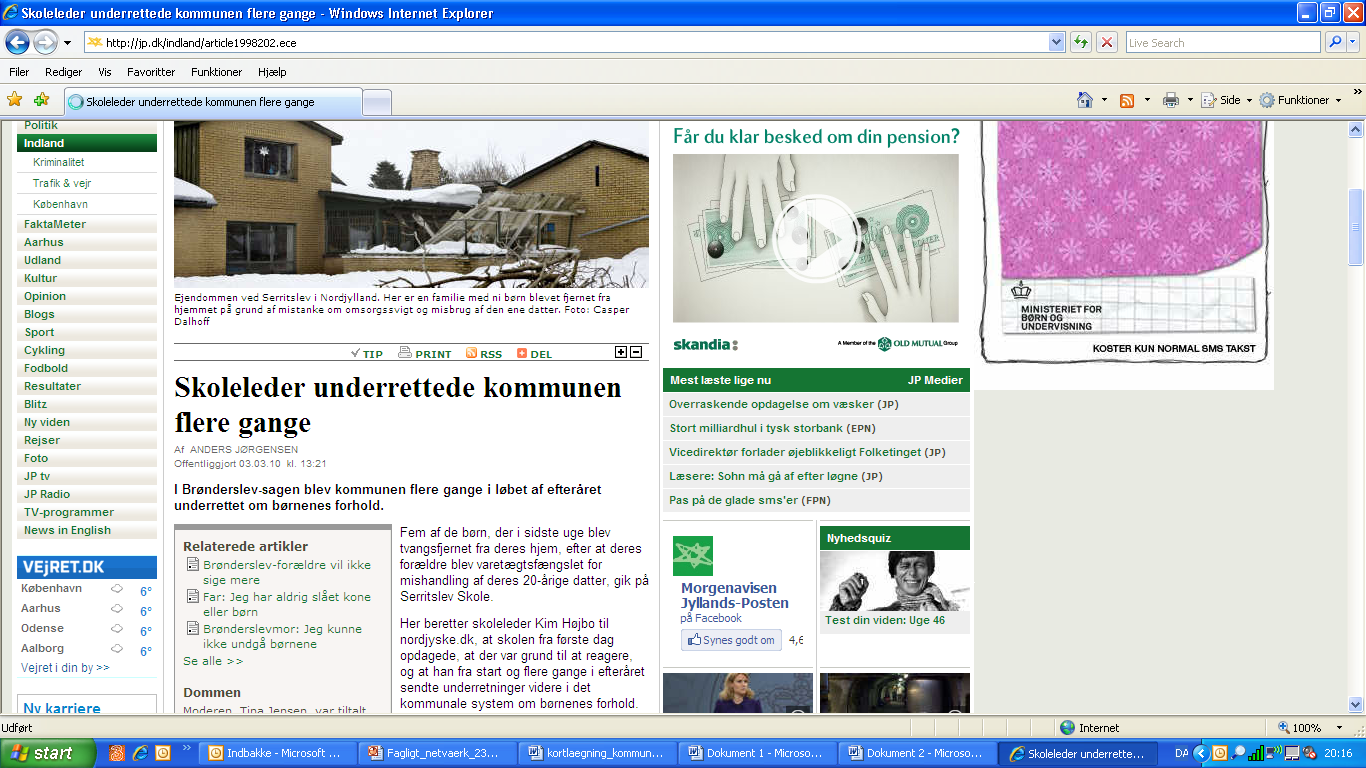 Skoleleder underrettede kommunen flere gange - Windows Internet Explorer
http://jp.dk/indland/article1998202.ece
Live Search
Filer Rediger Vis Favoritter Funktioner Hjælp
Skoleleder underrettede kommunen flere gange
Side Funktioner
Politik
Indland
Kriminalitet
Trafik & vejr
København
FaktaMeter
Aarhus
Udland
Kultur
Opinion
Blogs
Sport
Cykling
Fodbold
Resultater
Blitz
Ny viden
Rejser
Foto
JP tv
JP Radio
TV-programmer
News in English
VEJRET.DK
København 6°
Aarhus 6°
Odense 6°
Aalborg 6°
Vejret i din by >>
Ny karriere
Ejendommen ved Serritslev i Nordjylland. Her er en familie med ni børn blevet fjernet fra
hjemmet på grund af mistanke om omsorgssvigt og misbrug af den ene datter. Foto: Casper
Dalhoff
TIP PRINT RSS DEL
Skoleleder underrettede kommunen
flere gange
Af ANDERS JØRGENSEN
Offentliggjort 03.03.10 kl. 13:21
I Brønderslev-sagen blev kommunen flere gange i løbet af efteråret
underrettet om børnenes forhold.
Relaterede artikler
Brønderslev-forældre vil ikke
sige mere
Far: Jeg har aldrig slået kone
eller børn
Brønderslevmor: Jeg kunne
ikke undgå børnene
Se alle >>
Dommen
Moderen, Tina Jensen, var tiltalt
Fem af de børn, der i sidste uge blev
tvangsfjernet fra deres hjem, efter at deres
forældre blev varetægtsfængslet for
mishandling af deres 20-årige datter, gik på
Serritslev Skole.
Her beretter skoleleder Kim Højbo til
nordjyske.dk, at skolen fra første dag
opdagede, at der var grund til at reagere,
og at han fra start og flere gange i efteråret
sendte underretninger videre i det
kommunale system om børnenes forhold.
Får du klar besked om din pension?
skandia:
A Member of the OLD MUTUAL Group
Mest læste lige nu JP Medier
Overraskende opdagelse om væsker (JP)
Stort milliardhul i tysk storbank (EPN)
Vicedirektør forlader øjeblikkeligt Folketinget (JP)
Læsere: Sohn må gå af efter løgne (JP)
Pas på de glade sms'er (FPN)
Morgenavisen
Jyllands-Posten
på Facebook
Synes godt om 4,6
Nyhedsquiz
Test din viden: Uge 46
MINISTERIET FOR
BØRN OG
UNDERVISNING
KOSTER KUN NORMAL SMS TAKST
Udført Internet 100%
start Indbakke - Microsoft ... Fagligt_netvaerk_23... kortlaegning_kommun... Dokument 1 - Microso... Dokument 2 - Microso... Skoleleder underrette... DA 20:16